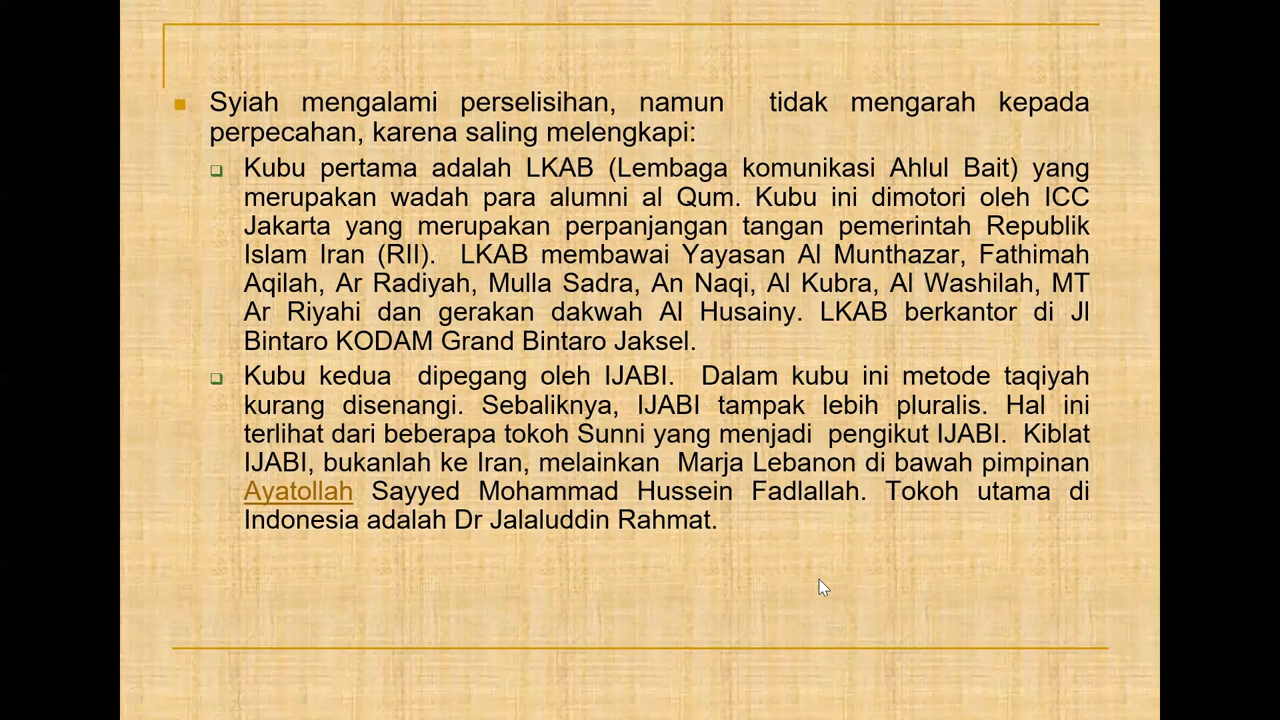 Syiah mengalami perselisihan, namun tidak mengarah kepada
perpecahan, karena saling melengkapi:
Kubu pertama adalah LKAB (Lembaga komunikasi Ahlul Bait) yang
merupakan wadah para alumni al Qum. Kubu ini dimotori oleh ICC
Jakarta yang merupakan perpanjangan tangan pemerintah Republik
Islam Iran (RII). LKAB membawai Yayasan Al Munthazar, Fathimah
Aqilah, Ar Radiyah, Mulla Sadra, An Naqi, Al Kubra, Al Washilah, MT
Ar Riyahi dan gerakan dakwah Al Husainy. LKAB berkantor di Jl
Bintaro KODAM Grand Bintaro Jaksel.
Kubu kedua dipegang oleh IJABI. Dalam kubu ini metode taqiyah
kurang disenangi. Sebaliknya, IJABI tampak lebih pluralis. Hal ini
terlihat dari beberapa tokoh Sunni yang menjadi pengikut IJABI. Kiblat
IJABI, bukanlah ke Iran, melainkan Marja Lebanon di bawah pimpinan
Ayatollah Sayyed Mohammad Hussein Fadlallah. Tokoh utama di
Indonesia adalah Dr Jalaluddin Rahmat.